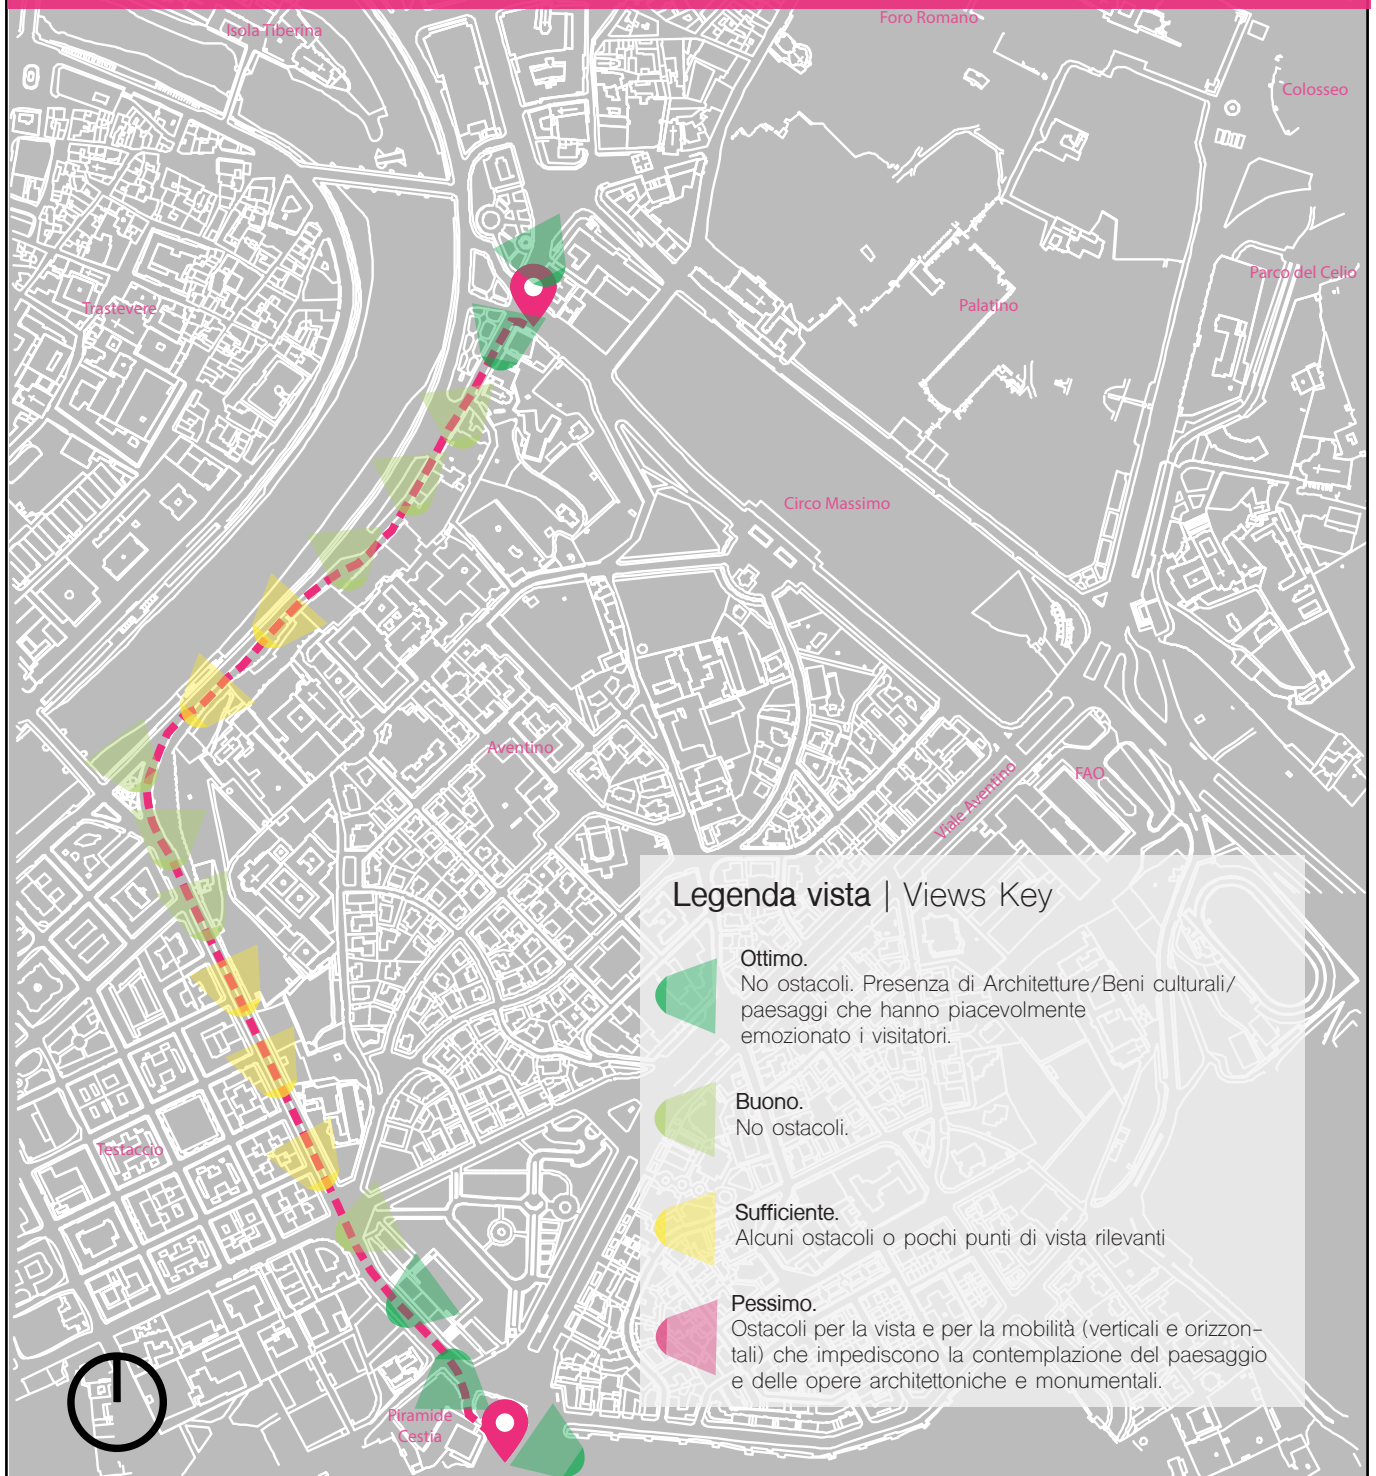 Foro Romano
Isola Tiberina
Colosseo
Parco del Celio
Trastevere
Palatino
Circo Massimo
Aventino
FAO
Viale Aventino
Legenda vista | Views Key
Ottimo.
No ostacoli. Presenza di Architetture/Beni culturali/
paesaggi che hanno piacevolmente
emozionato i visitatori.
Buono.
No ostacoli.
Testaccio
Sufficiente.
Alcuni ostacoli o pochi punti di vista rilevanti
Pessimo.
Ostacoli per la vista e per la mobilità (verticali e orizzon-
tali) che impediscono la contemplazione del paesaggio
e delle opere architettoniche e monumentali.
Piramide
Cestia